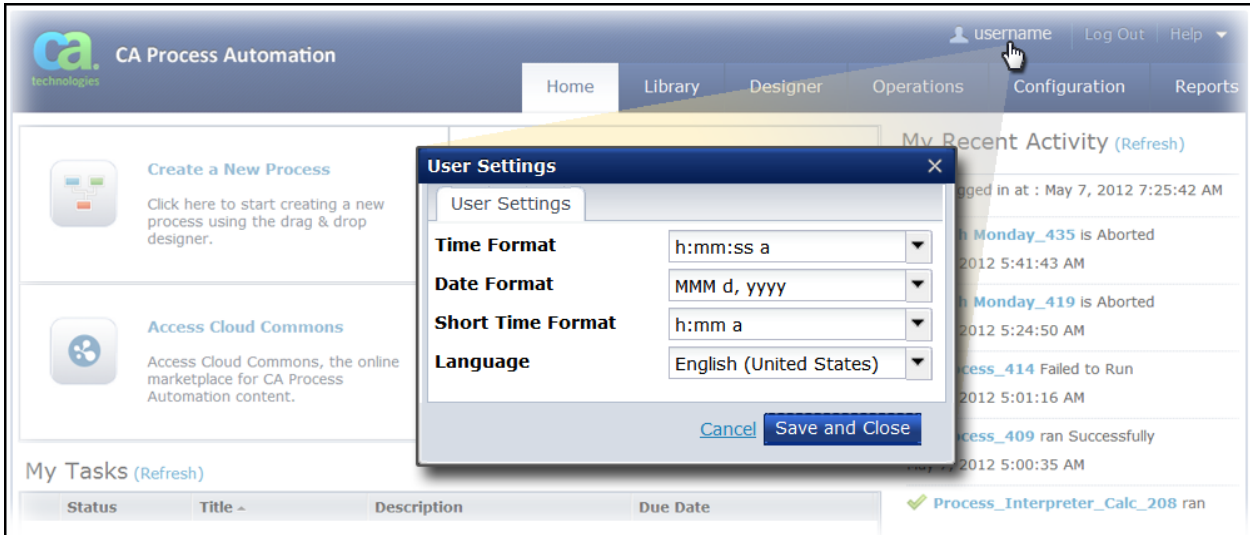 ca.
technologies
CA Process Automation
username
Log Out
Help
Home
Library
Designer
Operations
Configuration
Reports
Create a New Process
Click here to start creating a new
process using the drag & drop
designer.
Access Cloud Commons
Access Cloud Commons, the online
marketplace for CA Process
Automation content.
User Settings
User Settings
Time Format
h:mm:ss a
Date Format
MMM d, yyyy
Short Time Format
h:mm a
Language
English (United States)
Cancel
Save and Close
My Recent Activity (Refresh)
in at : May 7, 2012 7:25:42 AM
Monday_435 is Aborted
2012 5:41:43 AM
Monday_419 is Aborted
2012 5:24:50 AM
_414 Failed to Run
2012 5:01:16 AM
_409 ran Successfully
2012 5:00:35 AM
Process_Interpreter_Calc_208 ran
My Tasks (Refresh)
Status
Title
Description
Due Date